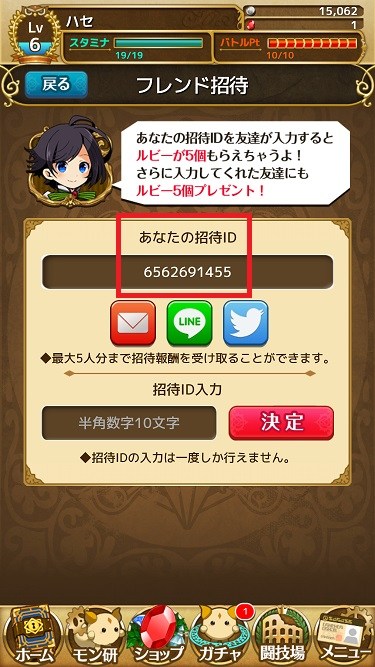 Lv
6
ハセ
15,062
1
スタミナ
19/19
バトルPt
10/10
戻る
フレンド招待
あなたの招待IDを友達が入力すると
ルビーが5個もらえちゃうよ！
さらに入力してくれた友達にも
ルビー5個プレゼント！
あなたの招待ID
6562691455
LINE
◆最大5人分まで招待報酬を受け取ることができます。
招待ID入力
半角数字10文字
決定
◆招待IDの入力は一度しか行えません。
1
ホーム
モン研
ショップ
ガチャ
闘技場
メニュー